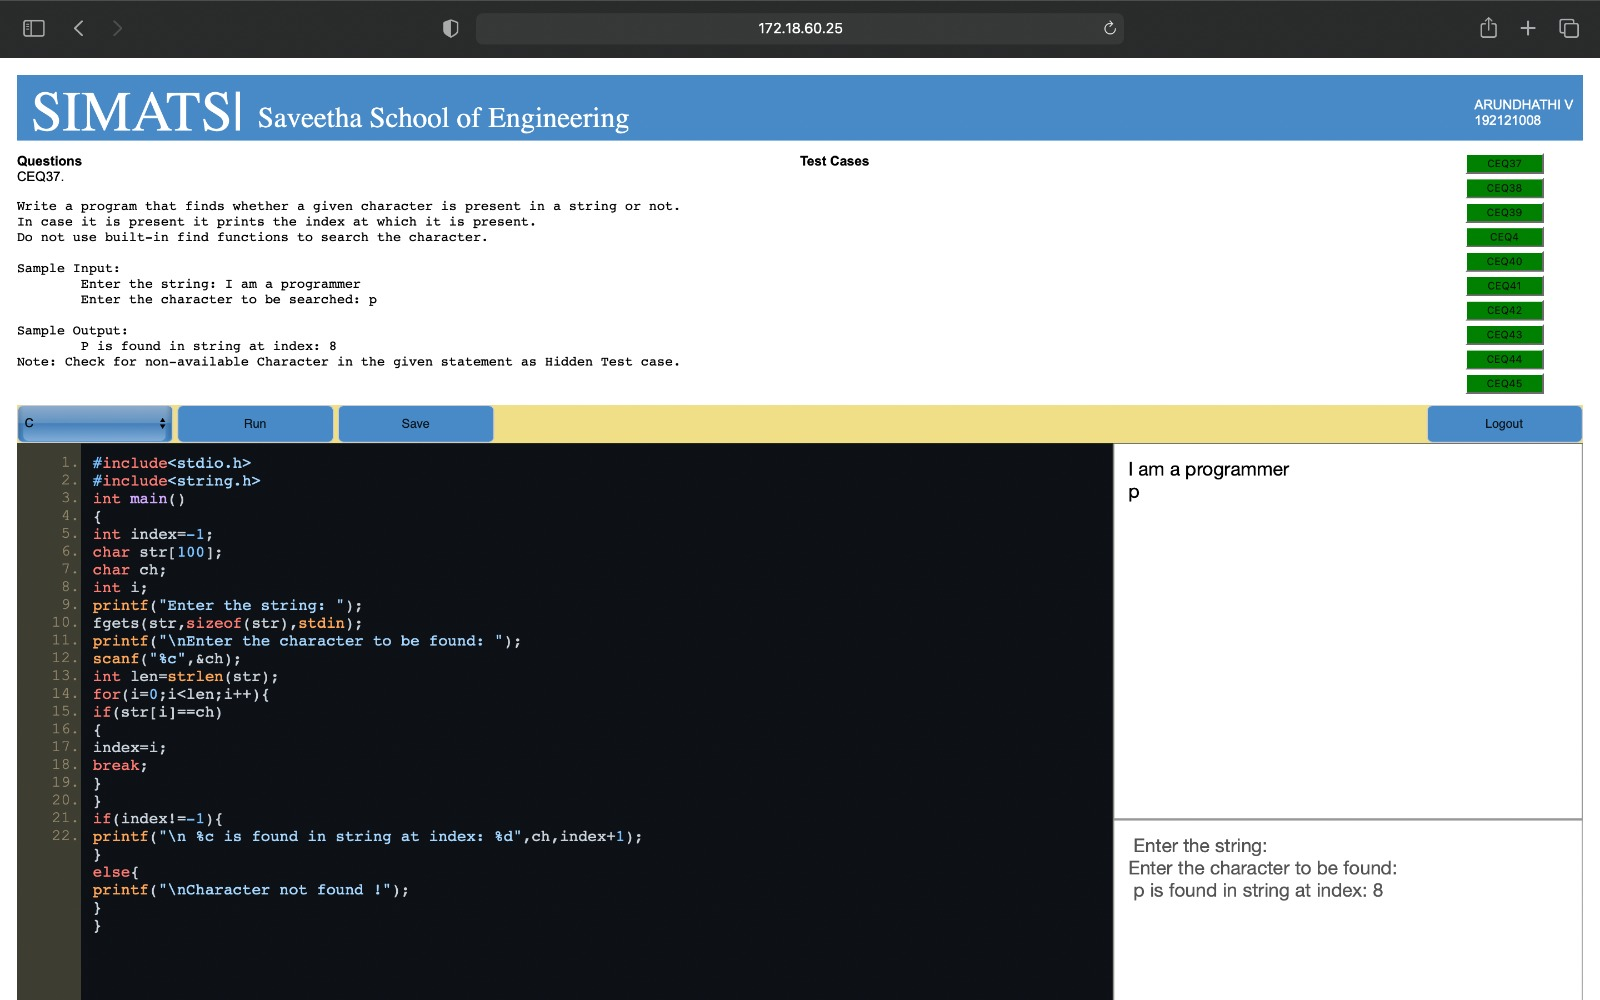 172.18.60.25
SIMATS| Saveetha School of Engineering
ARUNDHATHI V
192121008
Questions
CEQ37.
Write a program that finds whether a given character is present in a string or not.
In case it is present it prints the index at which it is present.
Do not use built-in find functions to search the character.
Sample Input:
Enter the string: I am a programmer
Enter the character to be searched: p
Sample Output:
P is found in string at index: 8
Note: Check for non-available Character in the given statement as Hidden Test case.
Test Cases
CEQ37
CEQ38
CEQ39
CEQ4
CEQ40
CEQ41
CEQ42
CEQ43
CEQ44
CEQ45
C
Run
Save
Logout
1. #include<stdio.h>
2. #include<string.h>
3. int main()
4. {
5. int index=-1;
6. char str[100];
7. char ch;
8. int i;
9. printf("Enter the string: ");
10. fgets(str,sizeof(str),stdin);
11. printf("\nEnter the character to be found: ");
12. scanf("%c",&ch);
13. int len=strlen(str);
14. for(i=0;i<len;i++){
15. if(str[i]==ch)
16. {
17. index=i;
18. break;
19. }
20. }
21. if(index!=-1){
22. printf("\n %c is found in string at index: %d",ch,index+1);
}
else{
printf("\nCharacter not found !");
}
}
I am a programmer
p
Enter the string:
Enter the character to be found:
p is found in string at index: 8